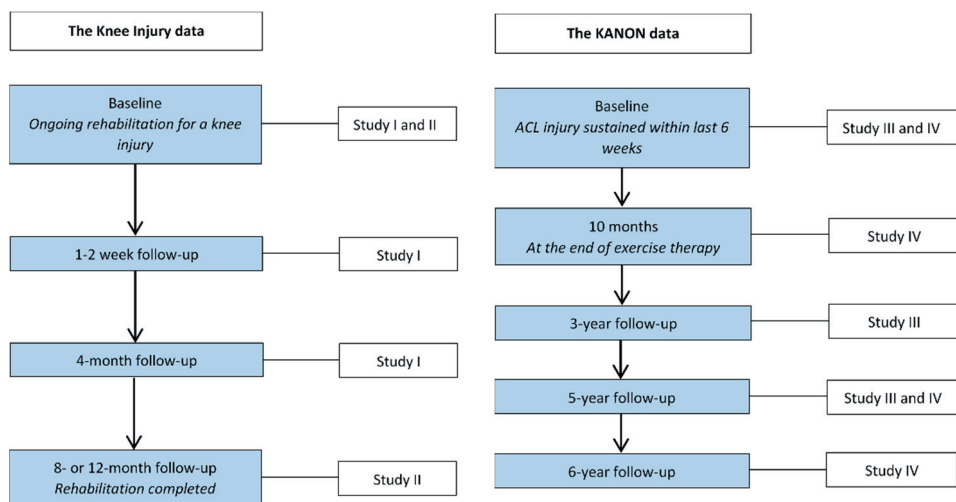 The Knee Injury data
Baseline
Ongoing rehabilitation for a knee
injury
Study I and II
1-2 week follow-up
Study I
4-month follow-up
Study I
8- or 12-month follow-up
Rehabilitation completed
Study II
The KANON data
Baseline
ACL injury sustained within last 6
weeks
Study III and IV
10 months
At the end of exercise therapy
Study IV
3-year follow-up
Study III
5-year follow-up
Study III and IV
6-year follow-up
Study IV